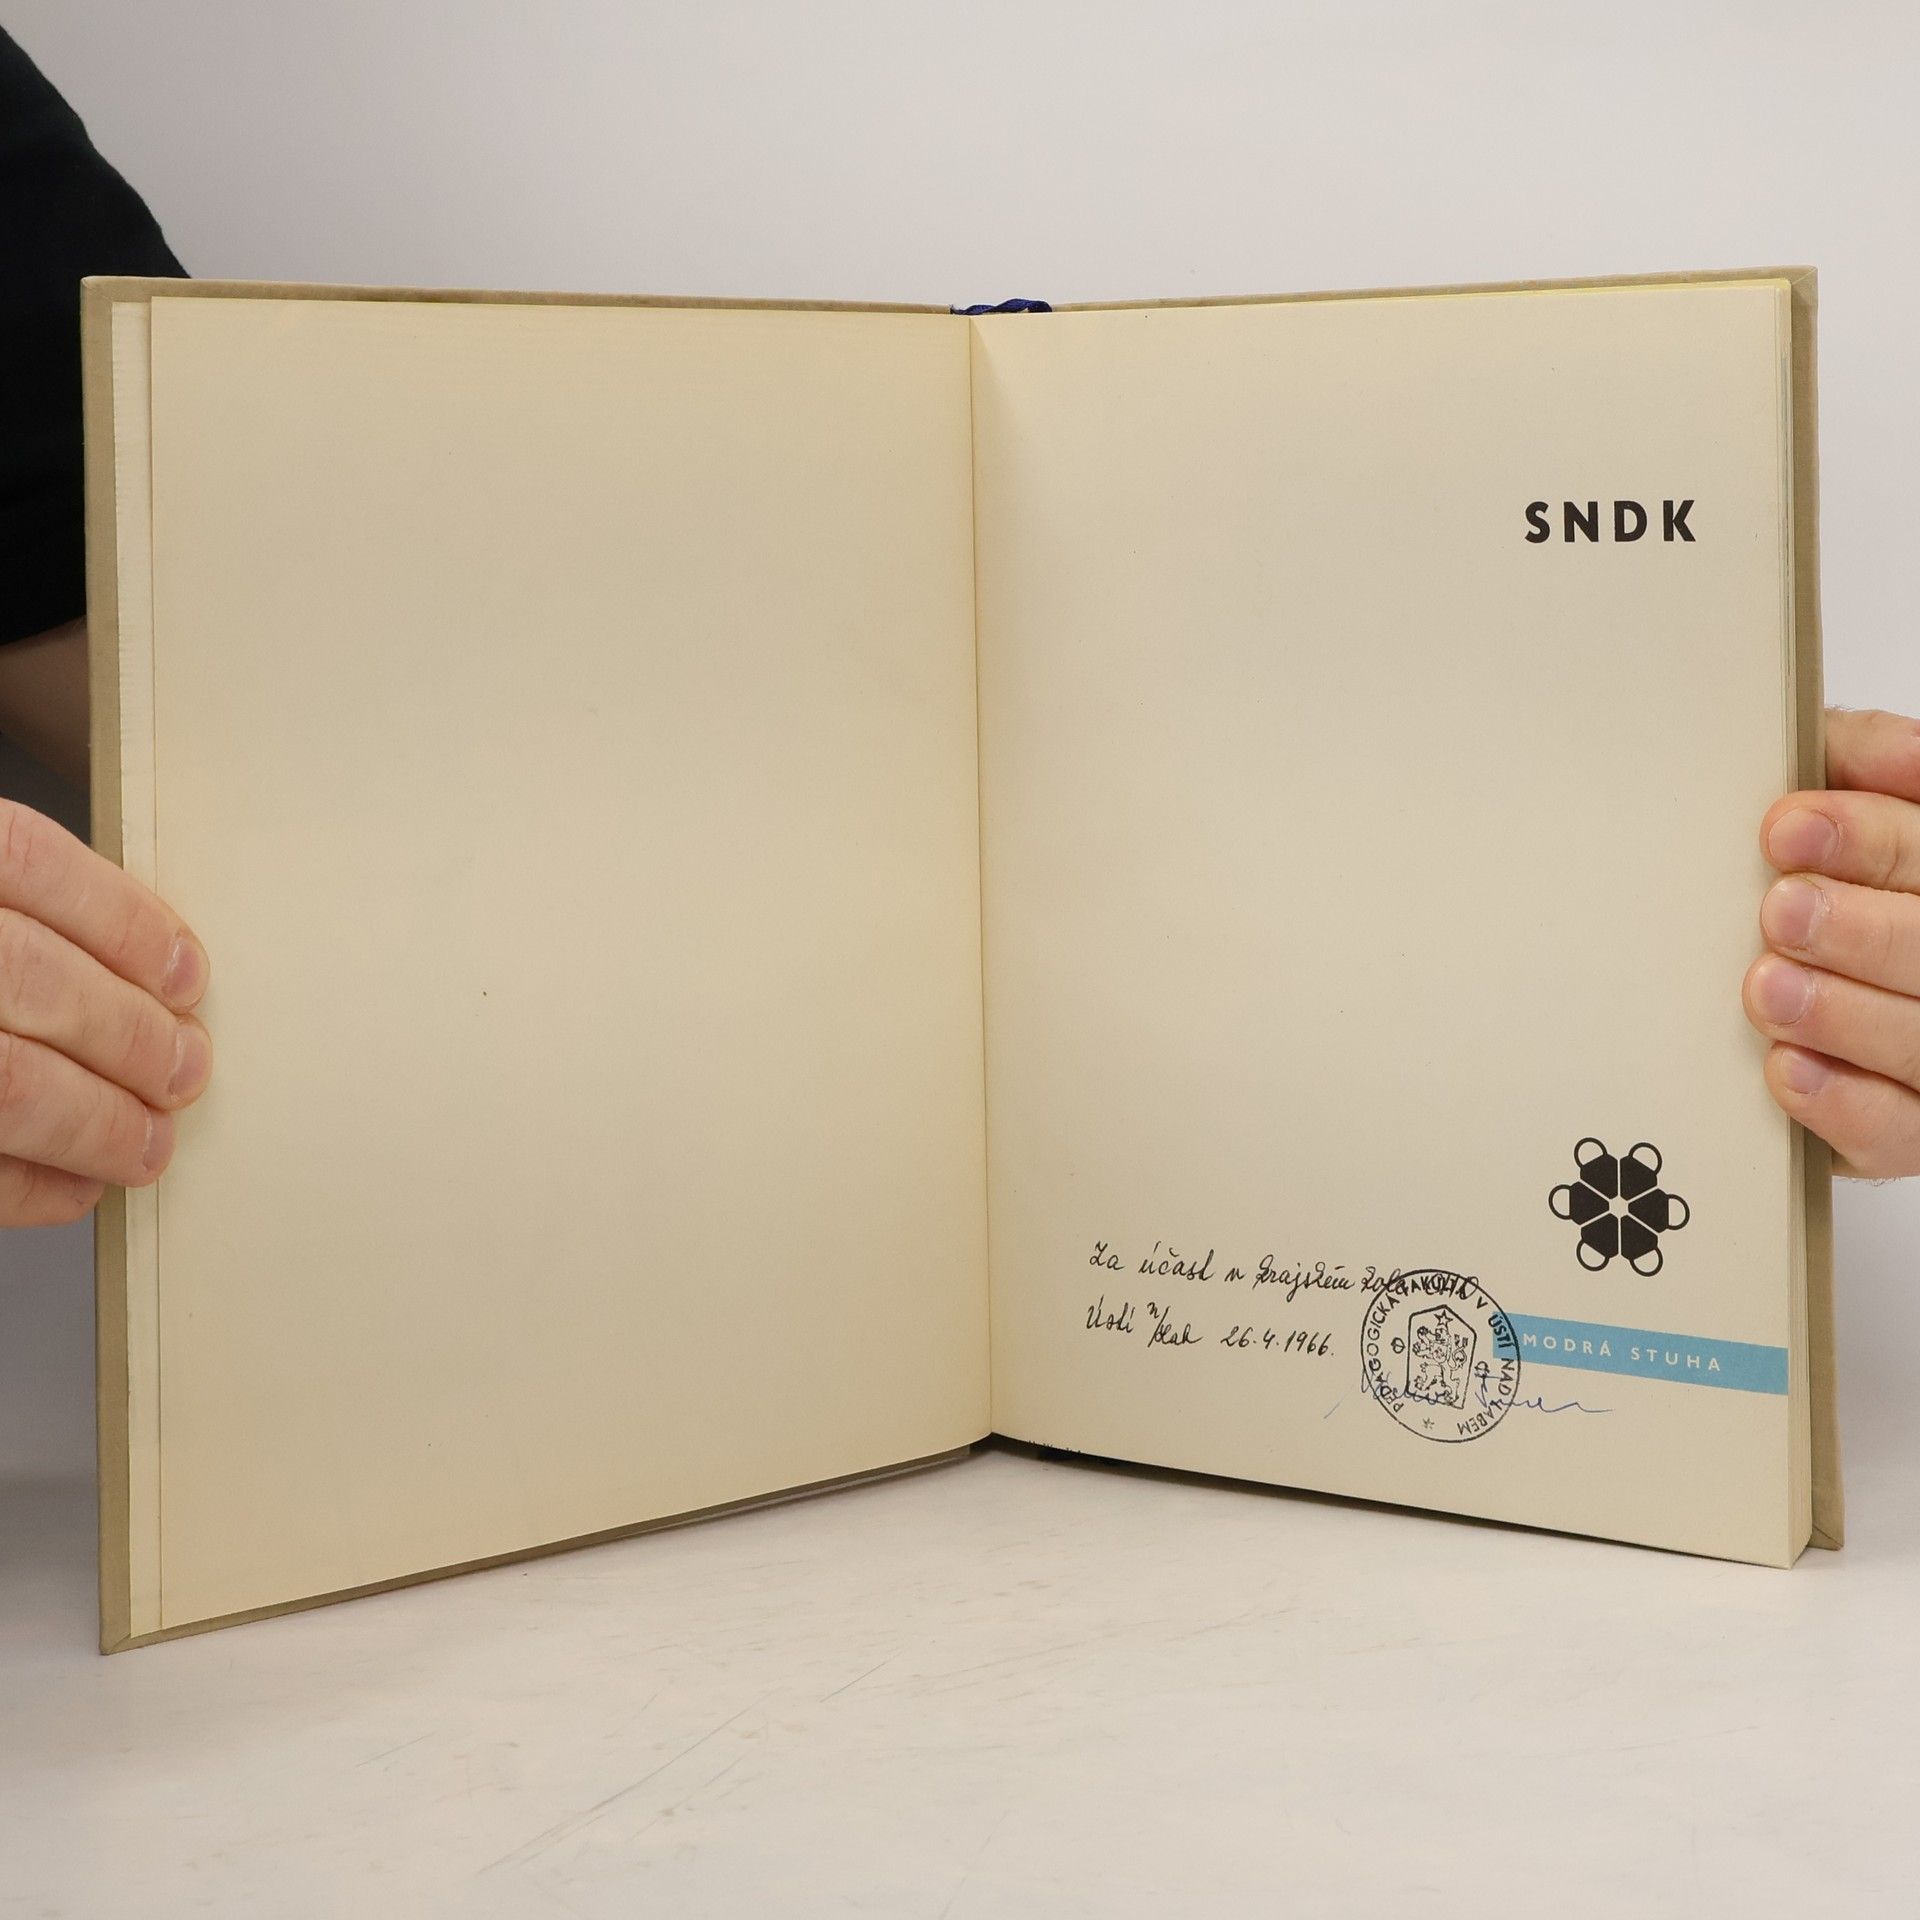 SNDK
Za účast v krajském kole
Ústí n/Lab 26.4.1966.
PEDAGOGICKÁ FAKULTA V ÚSTÍ NAD LABEM
MODRÁ STUHA